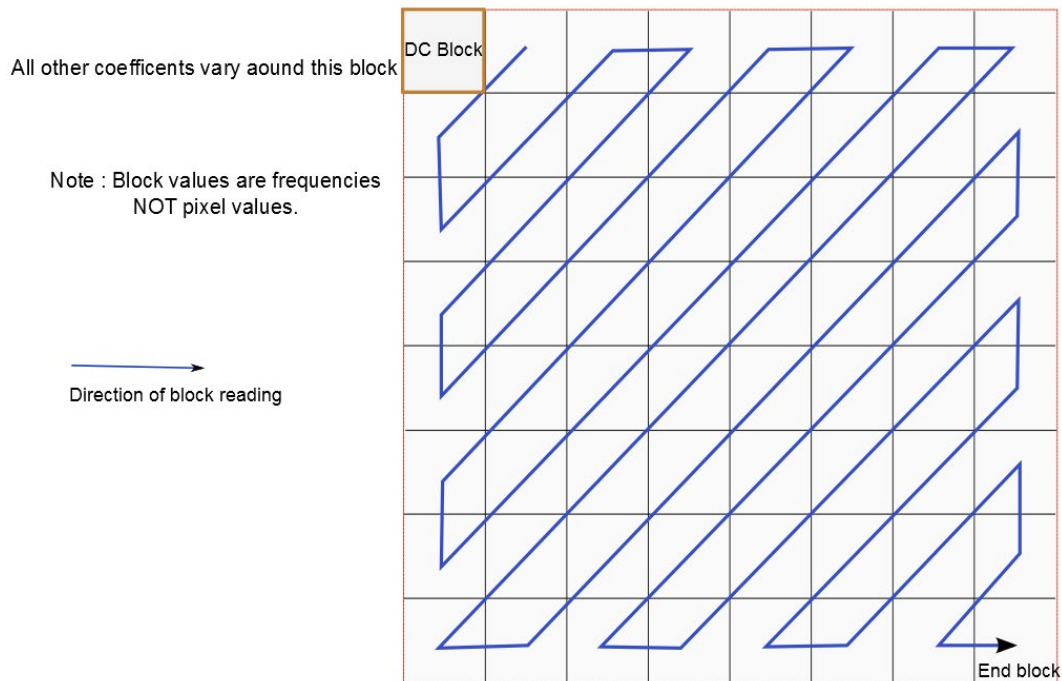 DC Block
All other coefficents vary aound this block
Note : Block values are frequencies
NOT pixel values.
Direction of block reading
End block